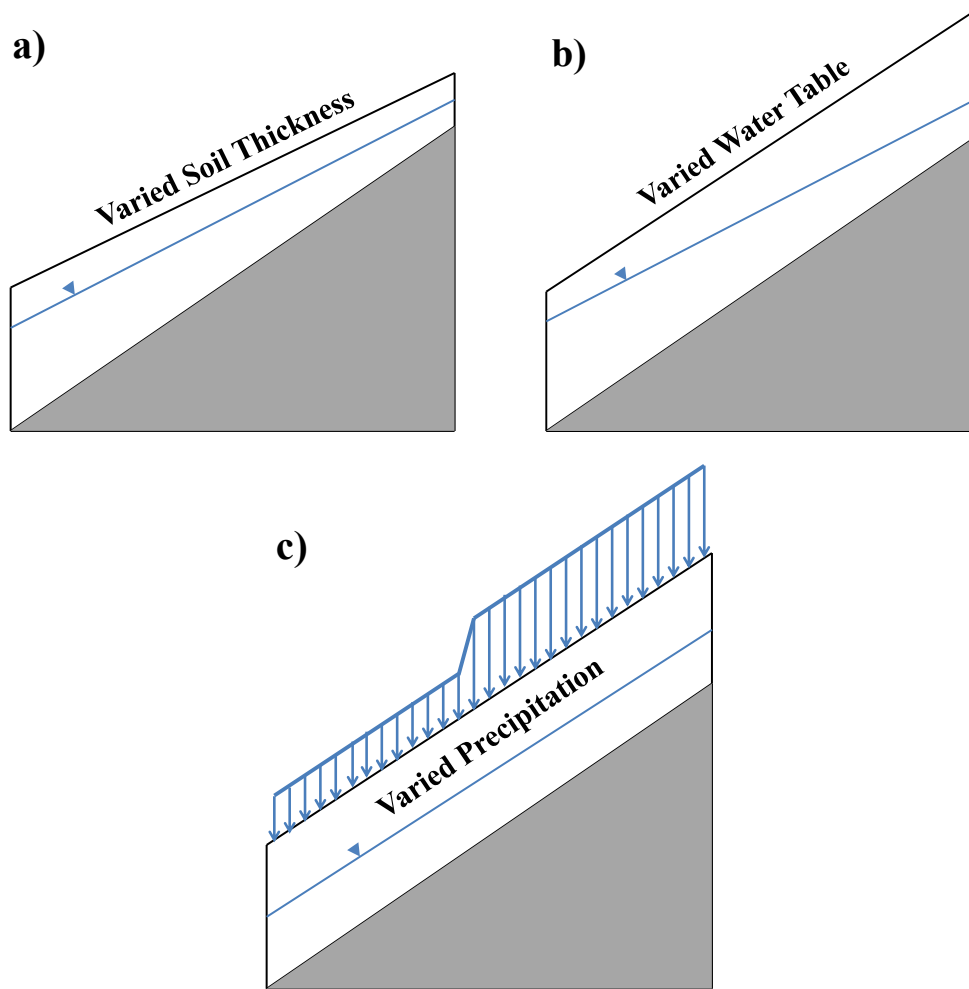 a)
Varied Soil Thickness
b)
Varied Water Table
c)
Varied Precipitation